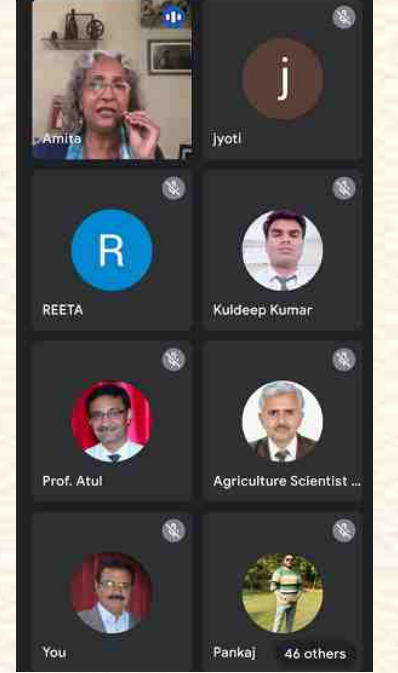 Amita
j
jyoti
R
REETA
Kuldeep Kumar
Prof. Atul
Agriculture Scientist ...
You
Pankaj
46 others